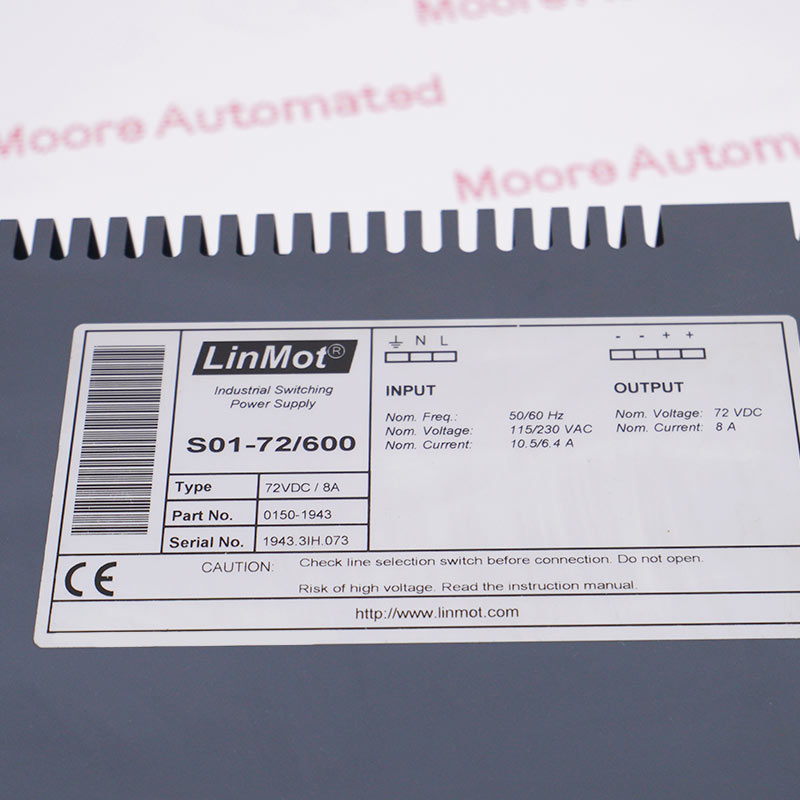 Moore
Moore Automated
Moore Autom
LinMot®
Industrial Switching
Power Supply
S01-72/600
Type 72VDC / 8A
Part No. 0150-1943
Serial No. 1943.3IH.073
N L
INPUT
Nom. Freq.: 50/60 Hz
Nom. Voltage: 115/230 VAC
Nom. Current: 10.5/6.4 A
- - + +
OUTPUT
Nom. Voltage: 72 VDC
Nom. Current: 8 A
CE
CAUTION: Check line selection switch before connection. Do not open.
Risk of high voltage. Read the instruction manual.
http://www.linmot.com